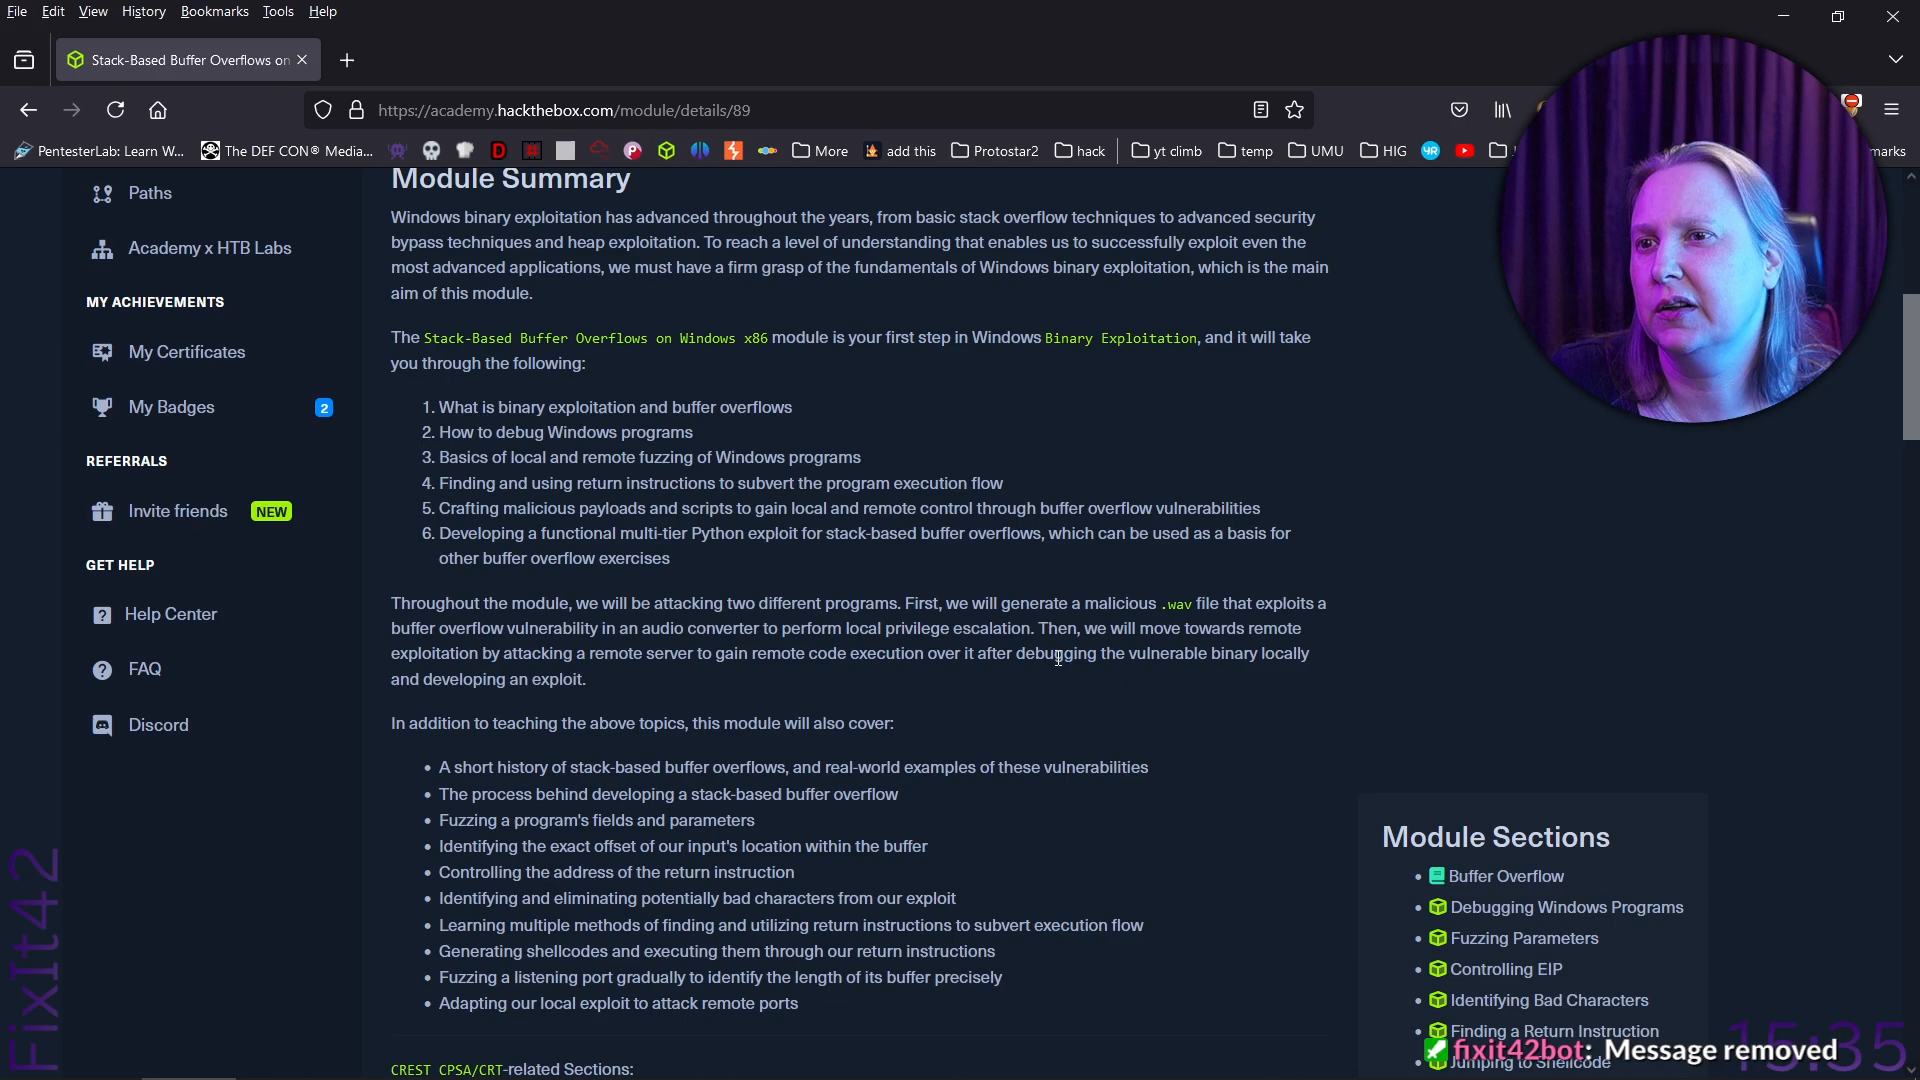 File Edit View History Bookmarks Tools Help
Stack-Based Buffer Overflows on
https://academy.hackthebox.com/module/details/89
PentesterLab: Learn W... The DEF CON® Media... More add this Protostar2 hack yt climb temp UMU HIG marks
Paths
Academy x HTB Labs
MY ACHIEVEMENTS
My Certificates
My Badges 2
REFERRALS
Invite friends NEW
GET HELP
Help Center
FAQ
Discord
Module Summary
Windows binary exploitation has advanced throughout the years, from basic stack overflow techniques to advanced security
bypass techniques and heap exploitation. To reach a level of understanding that enables us to successfully exploit even the
most advanced applications, we must have a firm grasp of the fundamentals of Windows binary exploitation, which is the main
aim of this module.
The Stack-Based Buffer Overflows on Windows x86 module is your first step in Windows Binary Exploitation, and it will take
you through the following:
1. What is binary exploitation and buffer overflows
2. How to debug Windows programs
3. Basics of local and remote fuzzing of Windows programs
4. Finding and using return instructions to subvert the program execution flow
5. Crafting malicious payloads and scripts to gain local and remote control through buffer overflow vulnerabilities
6. Developing a functional multi-tier Python exploit for stack-based buffer overflows, which can be used as a basis for
other buffer overflow exercises
Throughout the module, we will be attacking two different programs. First, we will generate a malicious .wav file that exploits a
buffer overflow vulnerability in an audio converter to perform local privilege escalation. Then, we will move towards remote
exploitation by attacking a remote server to gain remote code execution over it after debugging the vulnerable binary locally
and developing an exploit.
In addition to teaching the above topics, this module will also cover:
• A short history of stack-based buffer overflows, and real-world examples of these vulnerabilities
• The process behind developing a stack-based buffer overflow
• Fuzzing a program's fields and parameters
• Identifying the exact offset of our input's location within the buffer
• Controlling the address of the return instruction
• Identifying and eliminating potentially bad characters from our exploit
• Learning multiple methods of finding and utilizing return instructions to subvert execution flow
• Generating shellcodes and executing them through our return instructions
• Fuzzing a listening port gradually to identify the length of its buffer precisely
• Adapting our local exploit to attack remote ports
CREST CPSA/CRT-related Sections:
Module Sections
• Buffer Overflow
• Debugging Windows Programs
• Fuzzing Parameters
• Controlling EIP
• Identifying Bad Characters
• Finding a Return Instruction
• Jumping to Shellcode
fixit42bot: Message removed
15:35
FixIt42